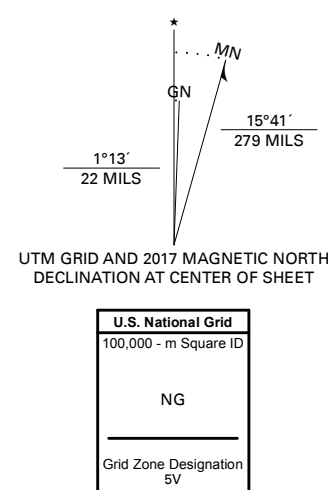 ★
MN
GN
15°41´
279 MILS
1°13´
22 MILS
UTM GRID AND 2017 MAGNETIC NORTH
DECLINATION AT CENTER OF SHEET
U.S. National Grid
100,000 - m Square ID
NG
Grid Zone Designation
5V